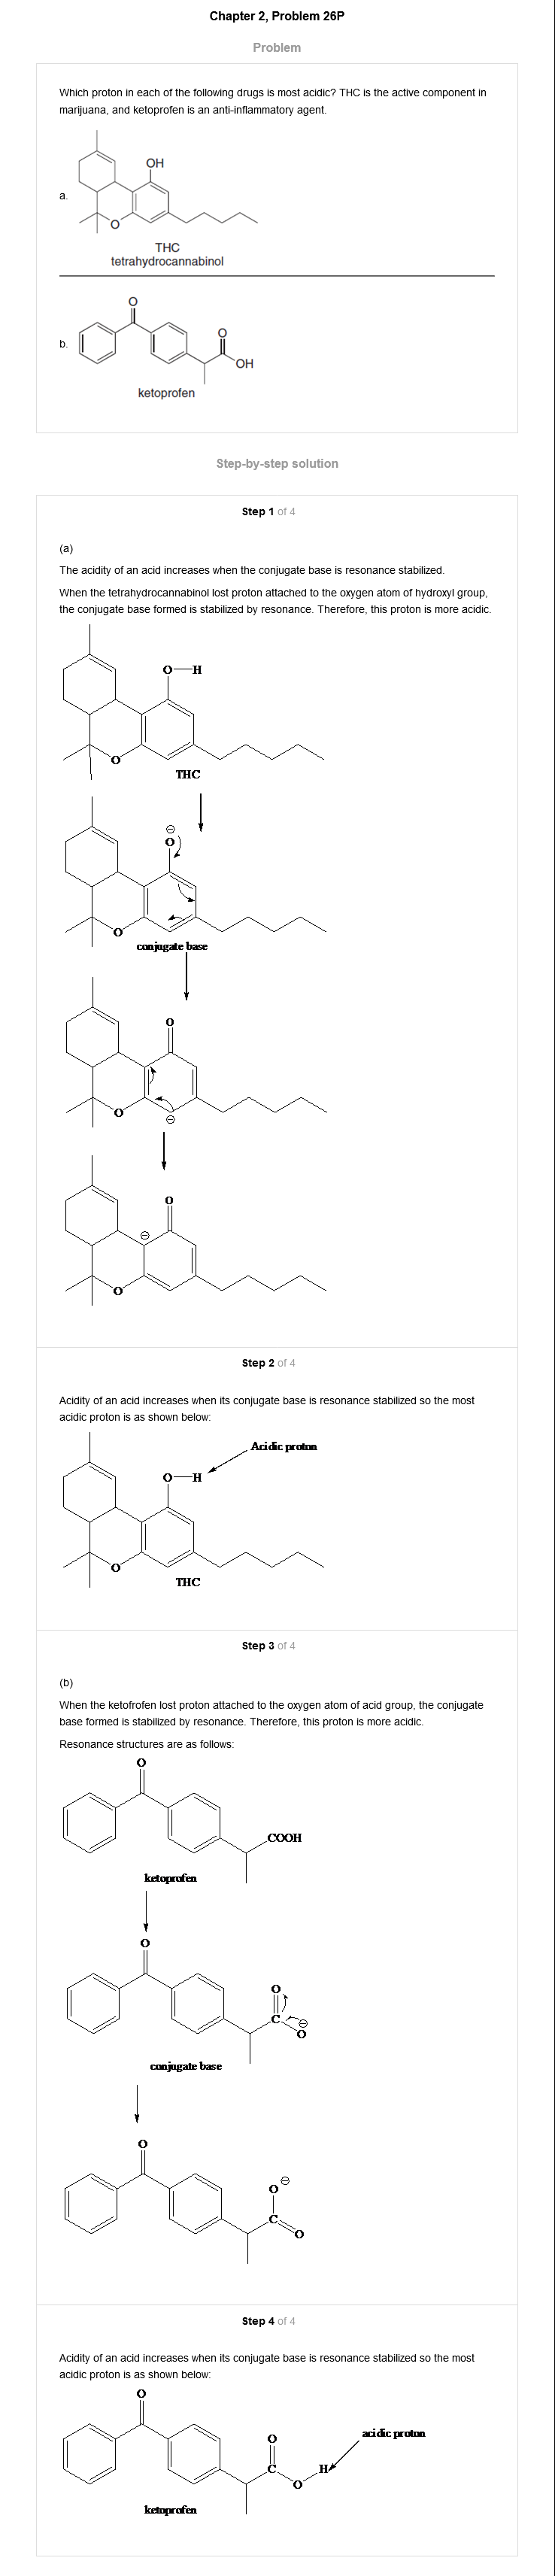 Chapter 2, Problem 26P
Problem
Which proton in each of the following drugs is most acidic? THC is the active component in
marijuana, and ketoprofen is an anti-inflammatory agent.
OH
a.
O
THC
tetrahydrocannabinol
O
b.
O
OH
ketoprofen
Step-by-step solution
Step 1 of 4
(a)
The acidity of an acid increases when the conjugate base is resonance stabilized.
When the tetrahydrocannabinol lost proton attached to the oxygen atom of hydroxyl group,
the conjugate base formed is stabilized by resonance. Therefore, this proton is more acidic.
O—H
O
THC
⊖
O
O
conjugate base
O
O
⊖
O
⊖
O
Step 2 of 4
Acidity of an acid increases when its conjugate base is resonance stabilized so the most
acidic proton is as shown below:
Acidic proton
O—H
O
THC
Step 3 of 4
(b)
When the ketofrofen lost proton attached to the oxygen atom of acid group, the conjugate
base formed is stabilized by resonance. Therefore, this proton is more acidic.
Resonance structures are as follows:
O
COOH
ketoprofen
O
O
C
⊖
O
conjugate base
O
⊖
O
C
O
Step 4 of 4
Acidity of an acid increases when its conjugate base is resonance stabilized so the most
acidic proton is as shown below:
O
acidic proton
O
C
H
O
ketoprofen